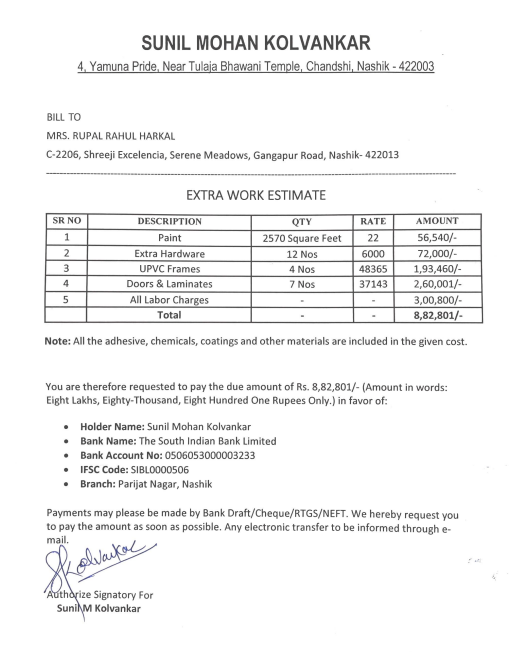 SUNIL MOHAN KOLVANKAR
4, Yamuna Pride, Near Tulaja Bhawani Temple, Chandshi, Nashik - 422003
BILL TO
MRS. RUPAL RAHUL HARKAL
C-2206, Shreeji Excelencia, Serene Meadows, Gangapur Road, Nashik- 422013
EXTRA WORK ESTIMATE
SR NO DESCRIPTION QTY RATE AMOUNT
1 Paint 2570 Square Feet 22 56,540/-
2 Extra Hardware 12 Nos 6000 72,000/-
3 UPVC Frames 4 Nos 48365 1,93,460/-
4 Doors & Laminates 7 Nos 37143 2,60,001/-
5 All Labor Charges - - 3,00,800/-
Total - - 8,82,801/-
Note: All the adhesive, chemicals, coatings and other materials are included in the given cost.
You are therefore requested to pay the due amount of Rs. 8,82,801/- (Amount in words:
Eight Lakhs, Eighty-Thousand, Eight Hundred One Rupees Only.) in favor of:
• Holder Name: Sunil Mohan Kolvankar
• Bank Name: The South Indian Bank Limited
• Bank Account No: 0506053000003233
• IFSC Code: SIBL0000506
• Branch: Parijat Nagar, Nashik
Payments may please be made by Bank Draft/Cheque/RTGS/NEFT. We hereby request you
to pay the amount as soon as possible. Any electronic transfer to be informed through e-
mail.
SKolvankar
Authorize Signatory For
Sunil M Kolvankar